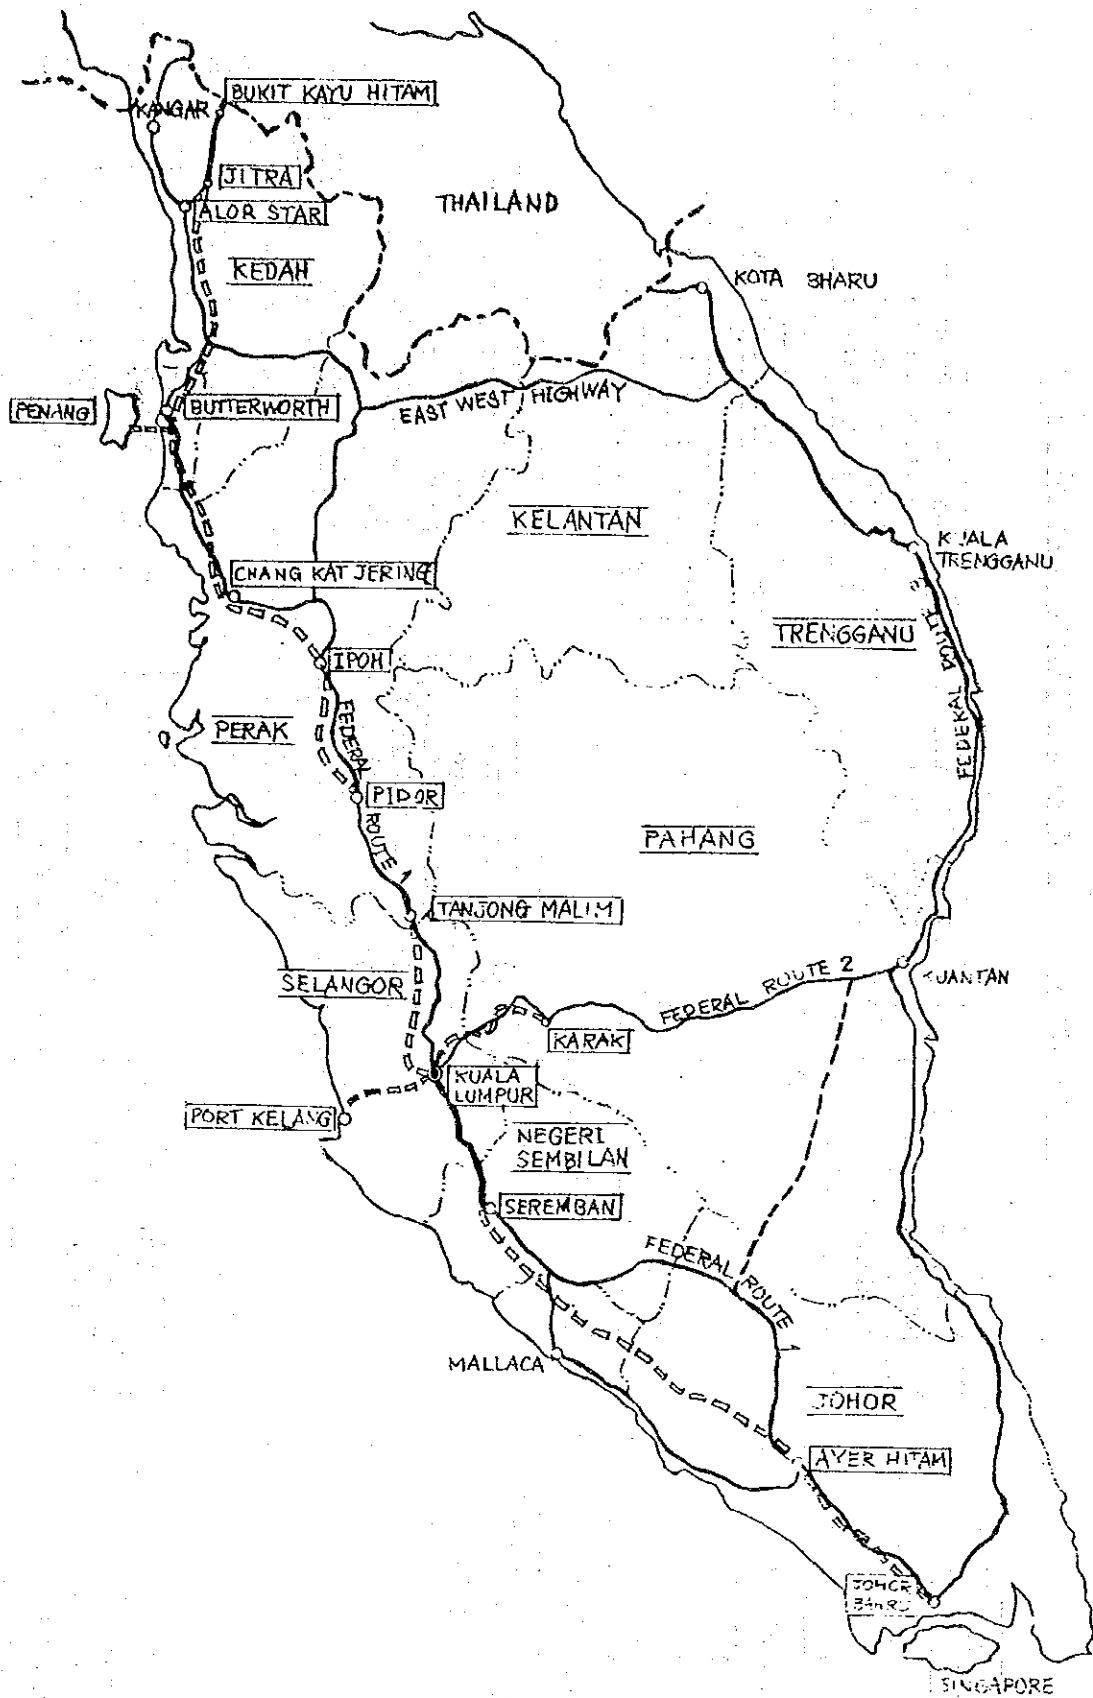 BUKIT KAYU HITAM
KANGAR
JITRA
ALOR STAR
THAILAND
KEDAH
KOTA BHARU
PENANG
BUTTERWORTH
EAST WEST HIGHWAY
KELANTAN
KUALA
TRENGGANU
CHANG KAT JERING
TRENGGANU
IPOH
PERAK
FEDERAL ROUTE 1
FEDERAL ROUTE
PIDOR
PAHANG
TANJONG MALIM
SELANGOR
FEDERAL ROUTE 2
KUANTAN
KARAK
KUALA
LUMPUR
PORT KELANG
NEGERI
SEMBILAN
SEREMBAN
FEDERAL ROUTE 1
MALLACA
JOHOR
AYER HITAM
JOHOR
BAHRU
SINGAPORE